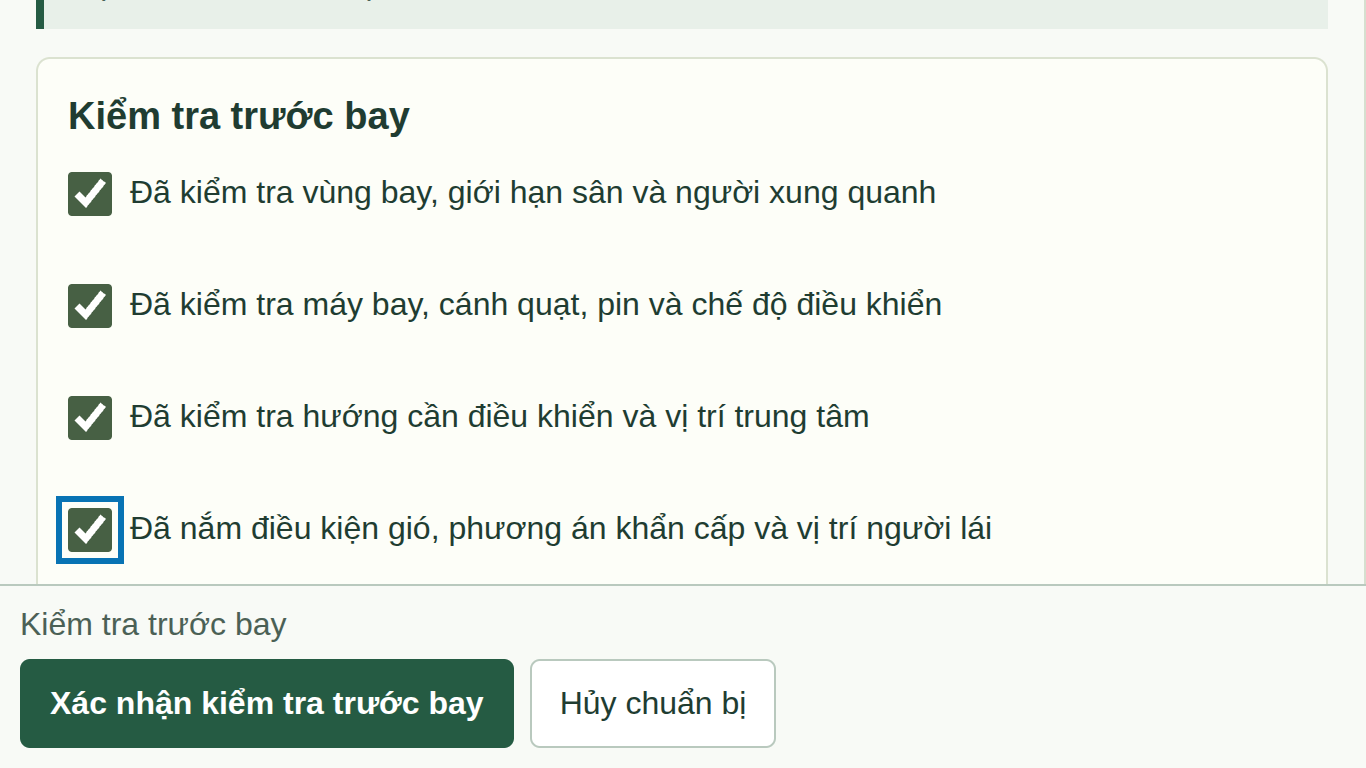 Kiểm tra trước bay
Đã kiểm tra vùng bay, giới hạn sân và người xung quanh
Đã kiểm tra máy bay, cánh quạt, pin và chế độ điều khiển
Đã kiểm tra hướng cần điều khiển và vị trí trung tâm
Đã nắm điều kiện gió, phương án khẩn cấp và vị trí người lái
Kiểm tra trước bay
Xác nhận kiểm tra trước bay
Hủy chuẩn bị